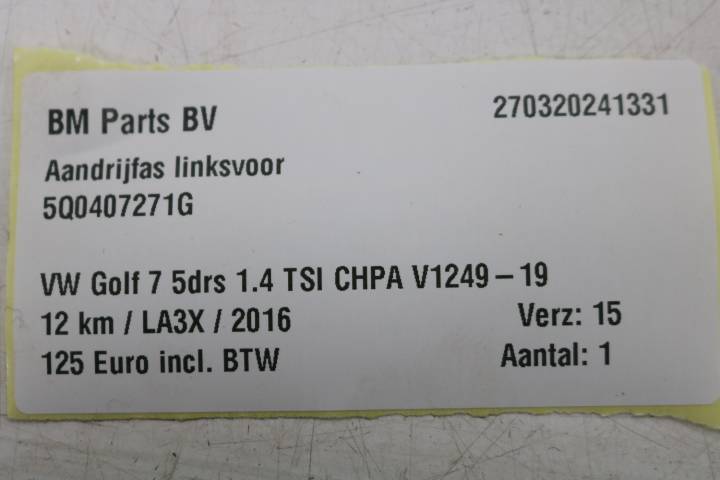 BM Parts BV 270320241331
Aandrijfas linksvoor
5Q0407271G
VW Golf 7 5drs 1.4 TSI CHPA V1249 – 19
12 km / LA3X / 2016 Verz: 15
125 Euro incl. BTW Aantal: 1